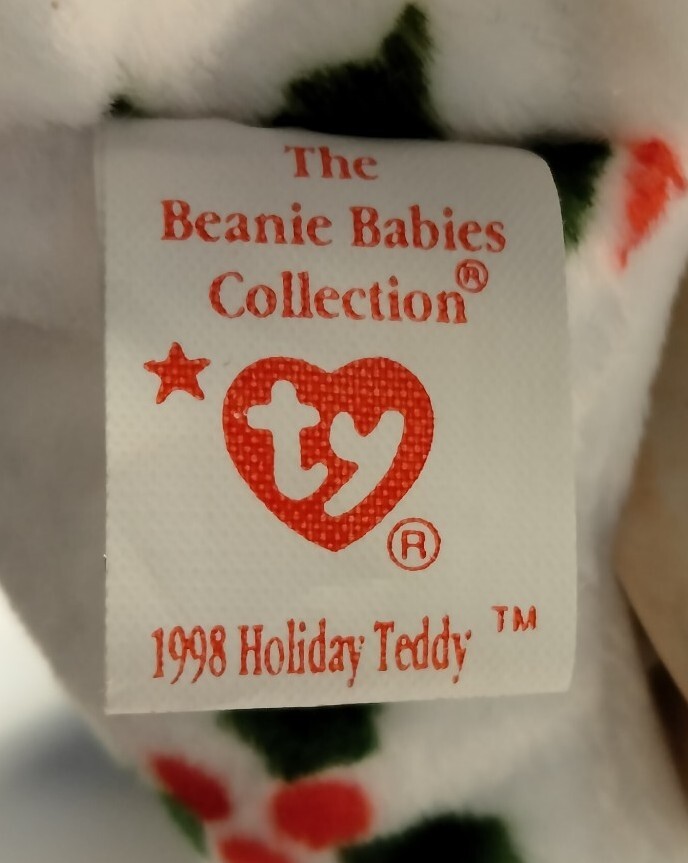 The
Beanie Babies
Collection®
ty
®
1998 Holiday Teddy ™